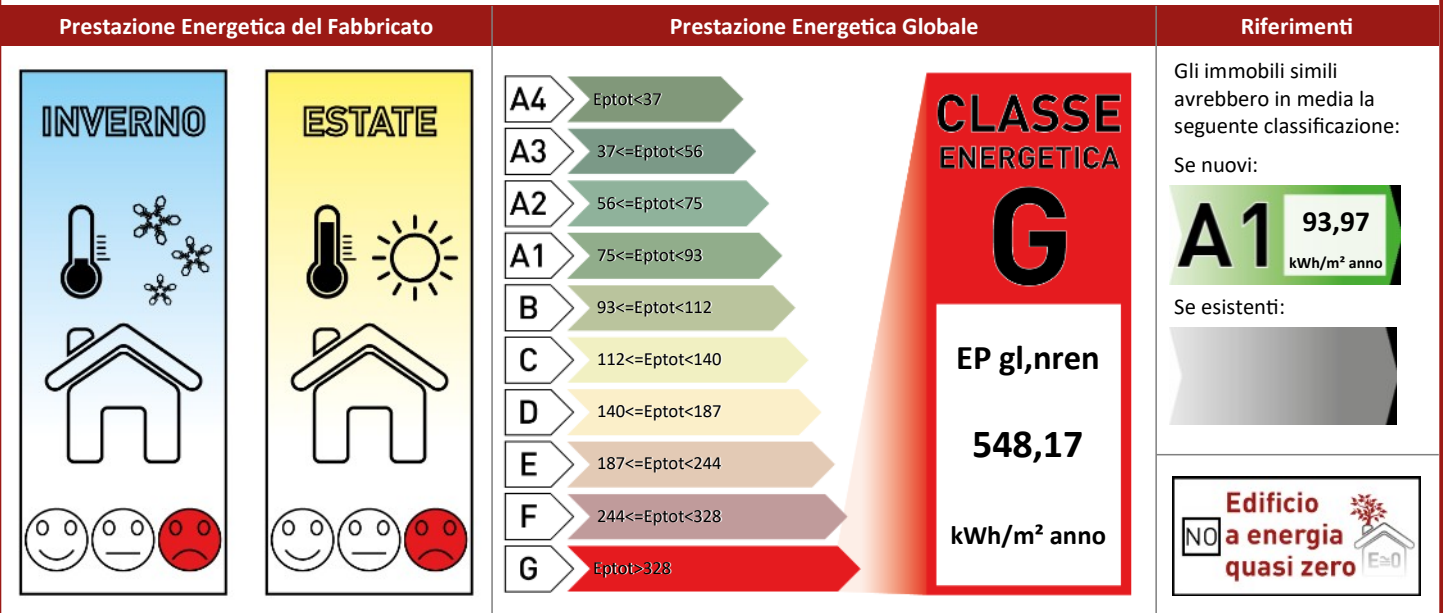 Prestazione Energetica del Fabbricato
Prestazione Energetica Globale
Riferimenti
INVERNO
ESTATE
A4 Eptot<37
A3 37<=Eptot<56
A2 56<=Eptot<75
A1 75<=Eptot<93
B 93<=Eptot<112
C 112<=Eptot<140
D 140<=Eptot<187
E 187<=Eptot<244
F 244<=Eptot<328
G Eptot>328
CLASSE
ENERGETICA
G
EP gl,nren
548,17
kWh/m² anno
Gli immobili simili
avrebbero in media la
seguente classificazione:
Se nuovi:
A1 93,97
kWh/m² anno
Se esistenti:
Edificio
NO a energia
quasi zero
E≅0